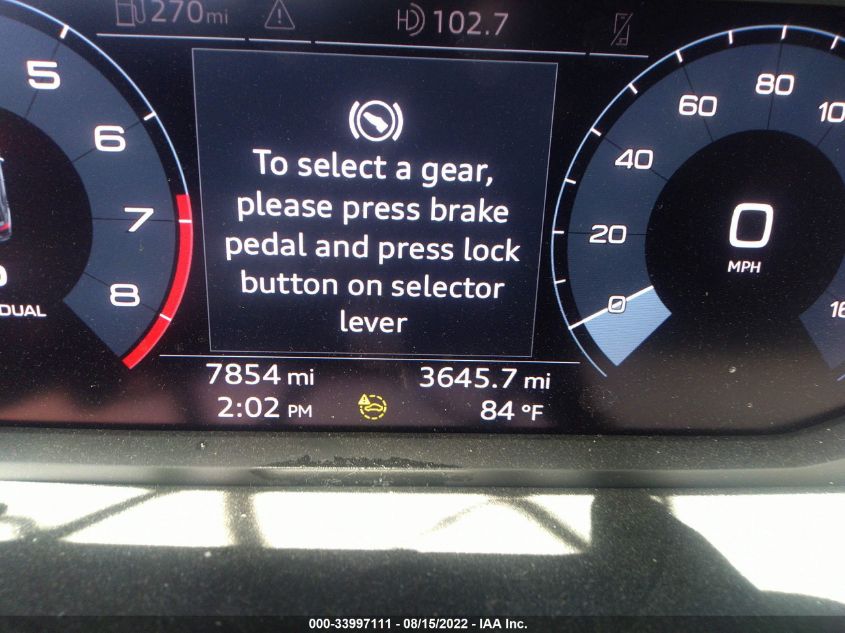 270mi
102.7
5
6
7
8
DUAL
To select a gear,
please press brake
pedal and press lock
button on selector
lever
7854 mi
3645.7 mi
2:02 PM
84 °F
0
20
40
60
80
10
16
0
MPH
000-33997111 - 08/15/2022 - IAA Inc.